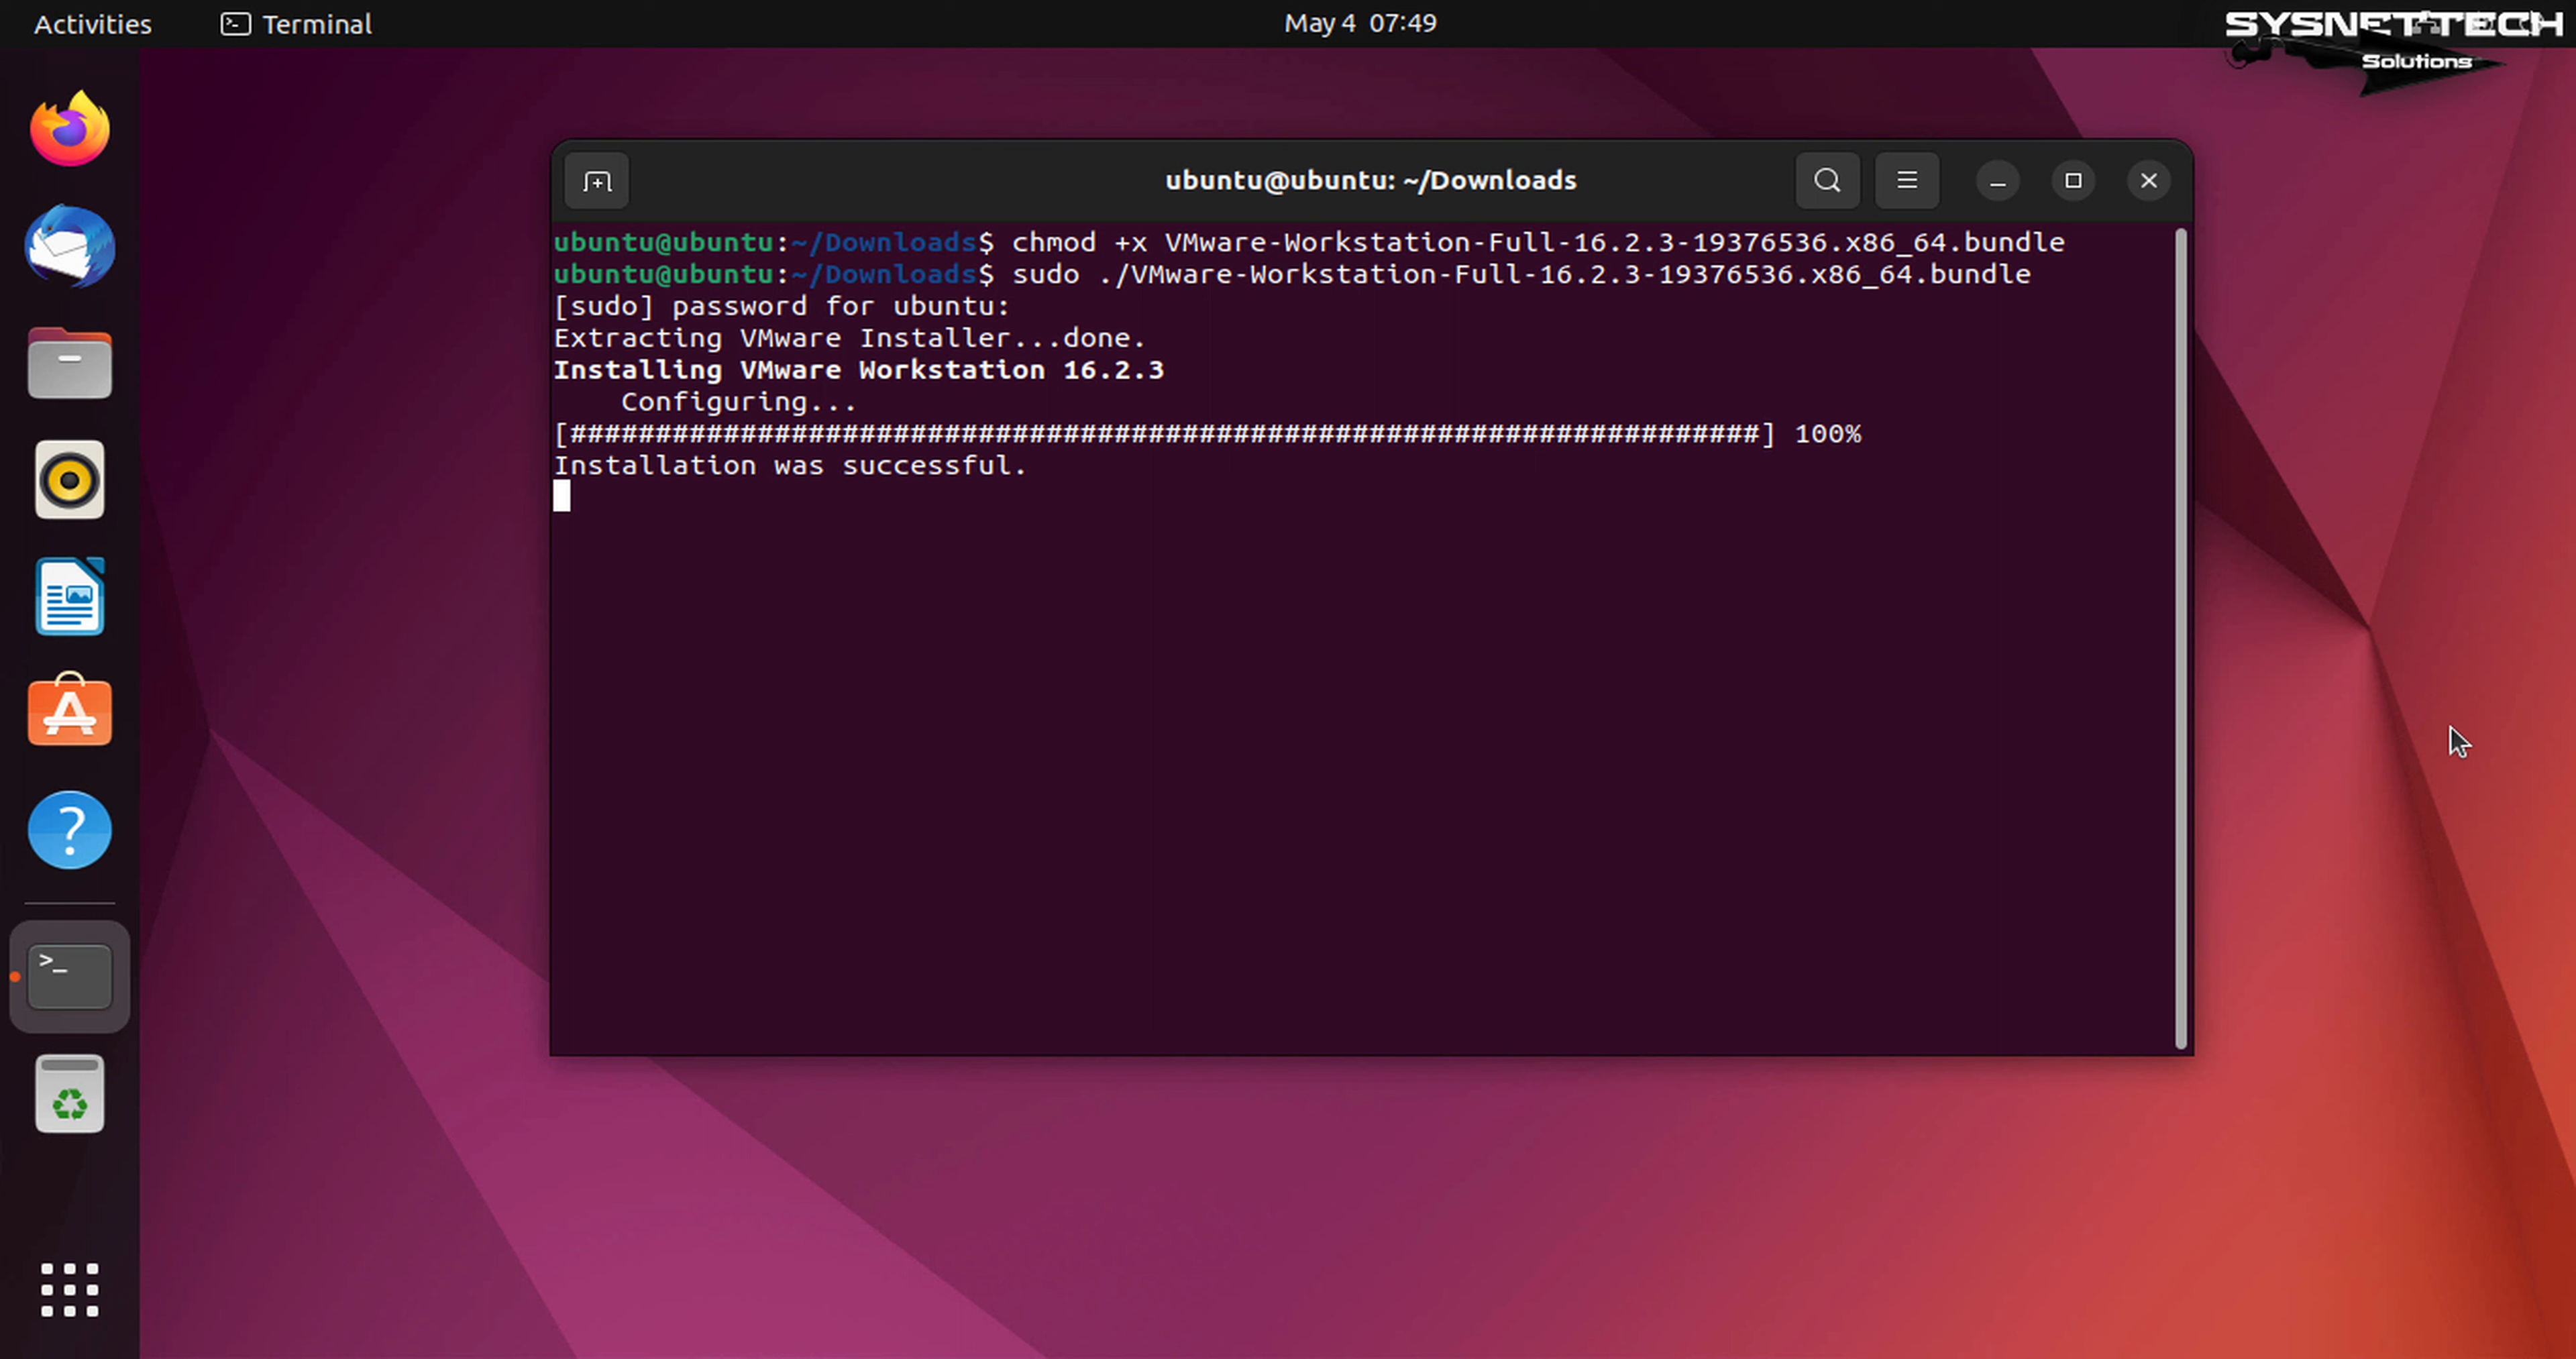 Activities
Terminal
May 4 07:49
SYSNETTECH
Solutions
ubuntu@ubuntu: ~/Downloads
ubuntu@ubuntu:~/Downloads$ chmod +x VMware-Workstation-Full-16.2.3-19376536.x86_64.bundle
ubuntu@ubuntu:~/Downloads$ sudo ./VMware-Workstation-Full-16.2.3-19376536.x86_64.bundle
[sudo] password for ubuntu:
Extracting VMware Installer...done.
Installing VMware Workstation 16.2.3
    Configuring...
[######################################################################] 100%
Installation was successful.